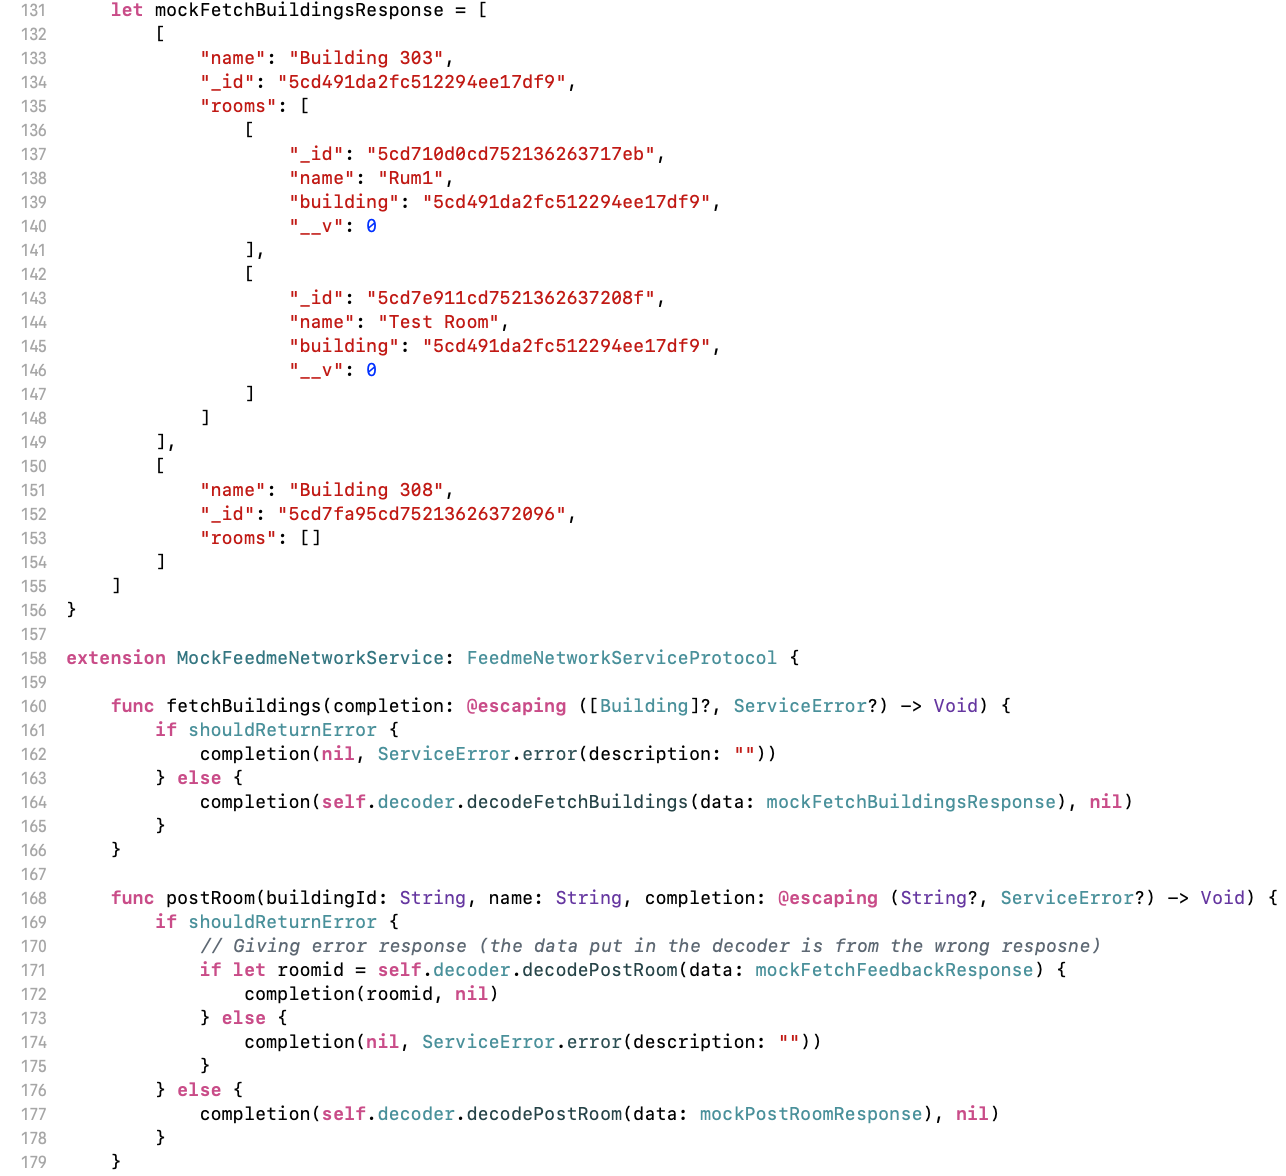 131     let mockFetchBuildingsResponse = [
132         [
133             "name": "Building 303",
134             "_id": "5cd491da2fc512294ee17df9",
135             "rooms": [
136                 [
137                     "_id": "5cd710d0cd752136263717eb",
138                     "name": "Rum1",
139                     "building": "5cd491da2fc512294ee17df9",
140                     "__v": 0
141                 ],
142                 [
143                     "_id": "5cd7e911cd7521362637208f",
144                     "name": "Test Room",
145                     "building": "5cd491da2fc512294ee17df9",
146                     "__v": 0
147                 ]
148             ]
149         ],
150         [
151             "name": "Building 308",
152             "_id": "5cd7fa95cd75213626372096",
153             "rooms": []
154         ]
155     ]
156 }
157
158 extension MockFeedmeNetworkService: FeedmeNetworkServiceProtocol {
159
160     func fetchBuildings(completion: @escaping ([Building]?, ServiceError?) -> Void) {
161         if shouldReturnError {
162             completion(nil, ServiceError.error(description: ""))
163         } else {
164             completion(self.decoder.decodeFetchBuildings(data: mockFetchBuildingsResponse), nil)
165         }
166     }
167
168     func postRoom(buildingId: String, name: String, completion: @escaping (String?, ServiceError?) -> Void) {
169         if shouldReturnError {
170             // Giving error response (the data put in the decoder is from the wrong resposne)
171             if let roomid = self.decoder.decodePostRoom(data: mockFetchFeedbackResponse) {
172                 completion(roomid, nil)
173             } else {
174                 completion(nil, ServiceError.error(description: ""))
175             }
176         } else {
177             completion(self.decoder.decodePostRoom(data: mockPostRoomResponse), nil)
178         }
179     }